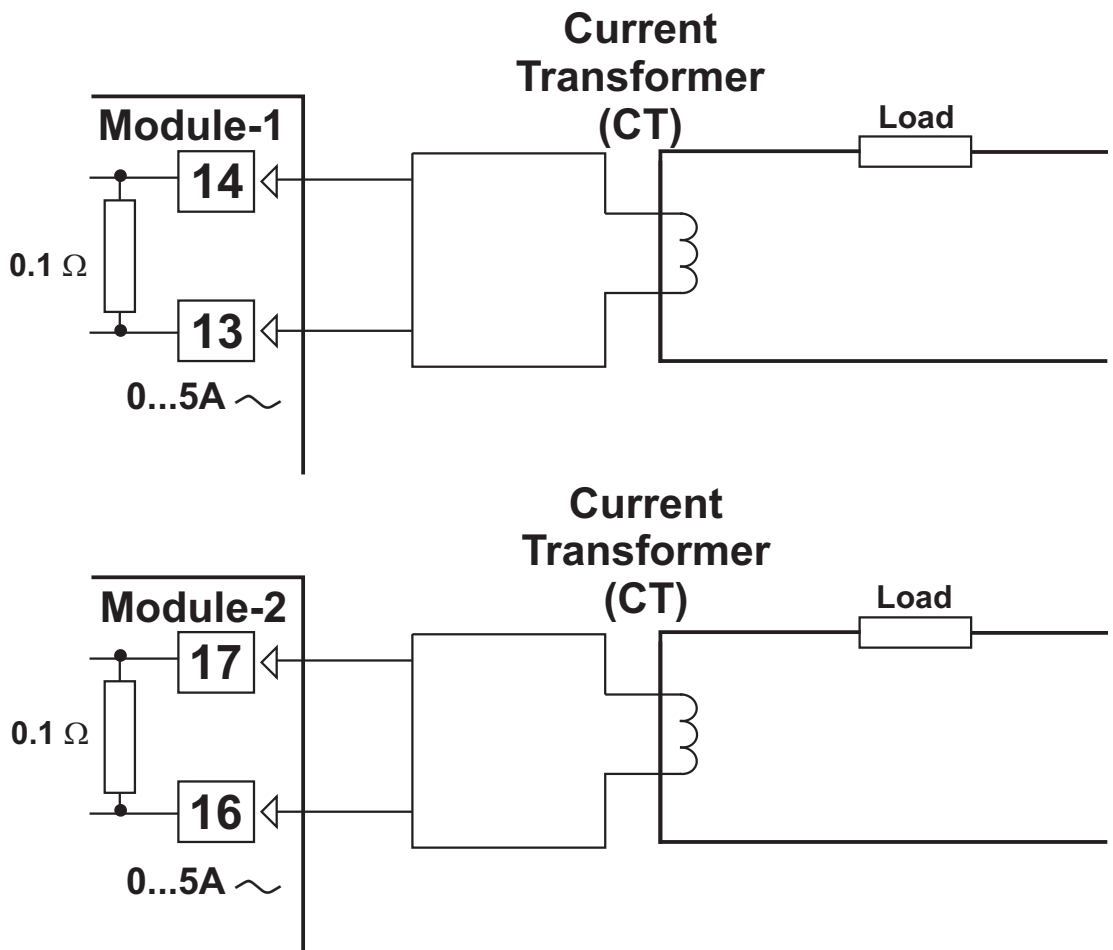 Current
Transformer
(CT)
Load
Module-1
14
0.1 Ω
13
0...5A ~
Current
Transformer
(CT)
Load
Module-2
17
0.1 Ω
16
0...5A ~